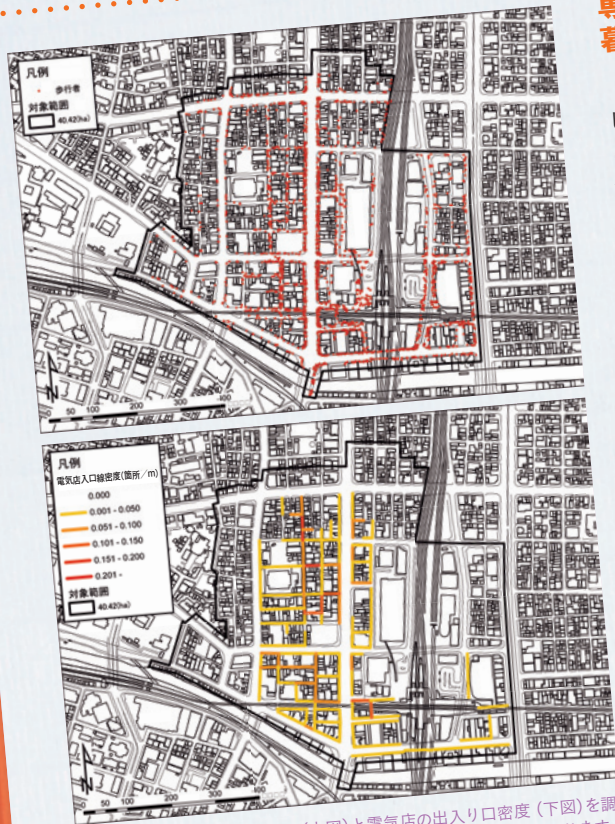 凡例
歩行者
対象範囲
40.42(ha)
50 100 200 300 400
凡例
電気店入口線密度(箇所／m)
0.000
0.001 - 0.050
0.051 - 0.100
0.101 - 0.150
0.151 - 0.200
0.201 -
対象範囲
40.42(ha)
50 100 200 300 400
と電気店の出入り口密度（下図）を調